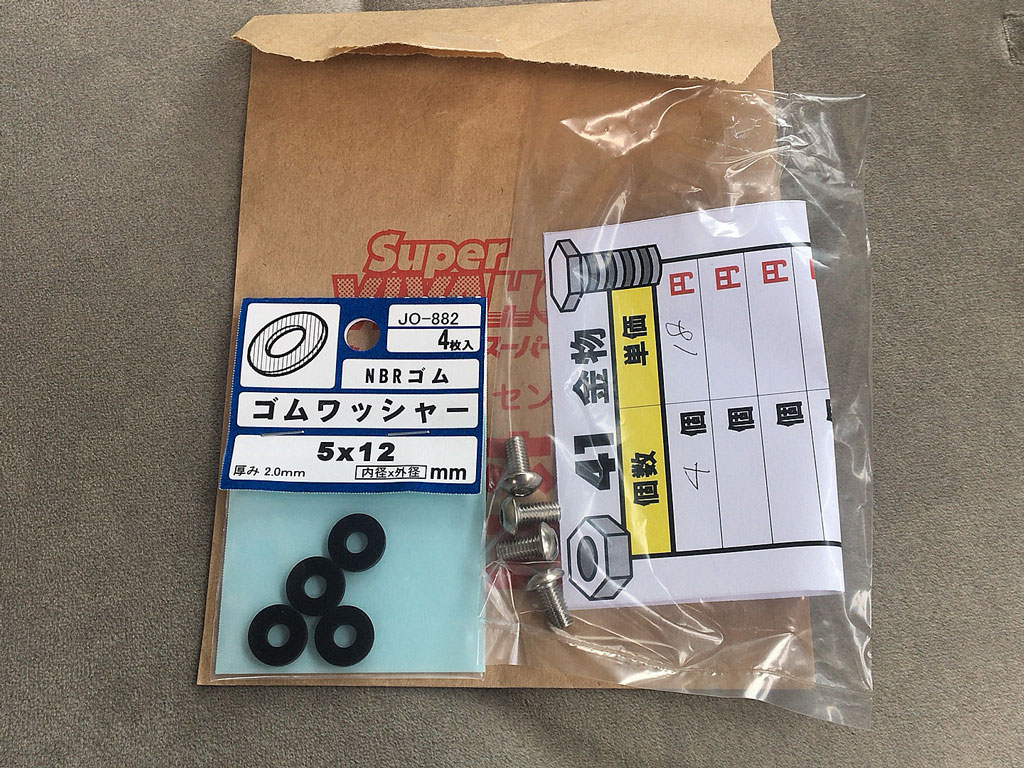 Super
スーパー
セン
JO-882
4枚入
NBRゴム
ゴムワッシャー
5x12
厚み 2.0mm
内径x外径 mm
41 金物
個数 単価
4 個 18 円
個 円
個 円